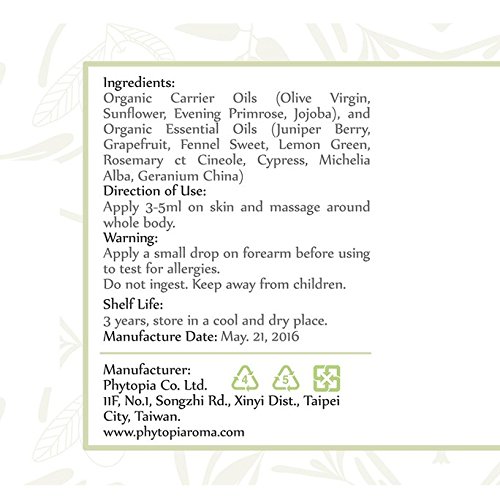 Ingredients:
Organic Carrier Oils (Olive Virgin,
Sunflower, Evening Primrose, Jojoba), and
Organic Essential Oils (Juniper Berry,
Grapefruit, Fennel Sweet, Lemon Green,
Rosemary ct Cineole, Cypress, Michelia
Alba, Geranium China)
Direction of Use:
Apply 3-5ml on skin and massage around
whole body.
Warning:
Apply a small drop on forearm before using
to test for allergies.
Do not ingest. Keep away from children.
Shelf Life:
3 years, store in a cool and dry place.
Manufacture Date: May. 21, 2016
Manufacturer:
Phytopia Co. Ltd.
4 5
11F, No.1, Songzhi Rd., Xinyi Dist., Taipei
City, Taiwan.
www.phytopiaroma.com